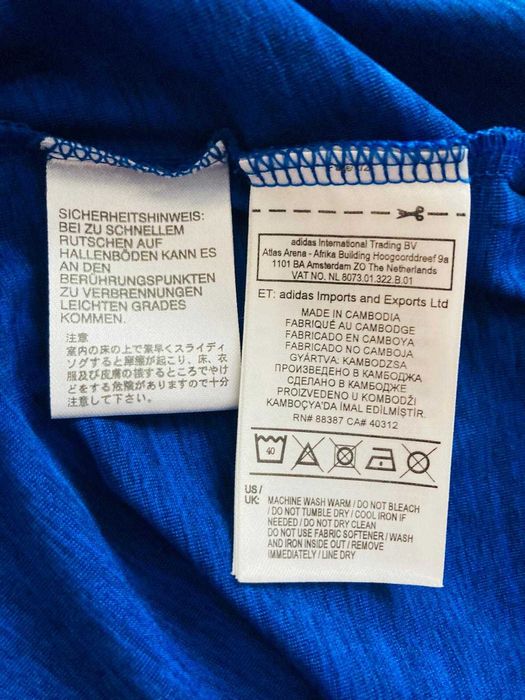 SICHERHEITSHINWEIS:
BEI ZU SCHNELLEM
RUTSCHEN AUF
HALLENBÖDEN KANN ES
AN DEN
BERÜHRUNGSPUNKTEN
ZU VERBRENNUNGEN
LEICHTEN GRADES
KOMMEN.
注意
室内の床の上で素早くスライディ
ングすると摩擦が起こり、床、衣
服及び皮膚の接するところでやけ
どをする危険がありますので十分
注意して下さい。
adidas International Trading BV
Atlas Arena - Afrika Building Hoogoorddreef 9a
1101 BA Amsterdam ZO The Netherlands
VAT NO. NL 8073.01.322.B.01
ET: adidas Imports and Exports Ltd
MADE IN CAMBODIA
FABRIQUÉ AU CAMBODGE
FABRICADO EN CAMBOYA
FABRICADO NO CAMBOJA
GYÁRTVA: KAMBODZSA
ПРОИЗВЕДЕНО В КАМБОДЖА
СДЕЛАНО В КАМБОДЖЕ
PROIZVEDENO U KOMBODŽI
KAMBOÇYA'DA IMAL EDİLMİŞTİR.
RN# 88387 CA# 40312
40
US /
UK:
MACHINE WASH WARM / DO NOT BLEACH
/ DO NOT TUMBLE DRY / COOL IRON IF
NEEDED / DO NOT DRY CLEAN
DO NOT USE FABRIC SOFTENER / WASH
AND IRON INSIDE OUT / REMOVE
IMMEDIATELY / LINE DRY